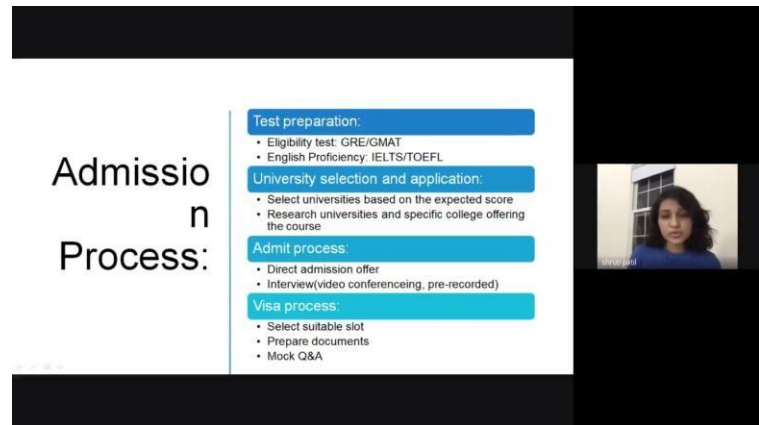 Admissio
n
Process:
Test preparation:
• Eligibility test: GRE/GMAT
• English Proficiency: IELTS/TOEFL
University selection and application:
• Select universities based on the expected score
• Research universities and specific college offering
the course
Admit process:
• Direct admission offer
• Interview(video conferenceing, pre-recorded)
Visa process:
• Select suitable slot
• Prepare documents
• Mock Q&A
shruti patil